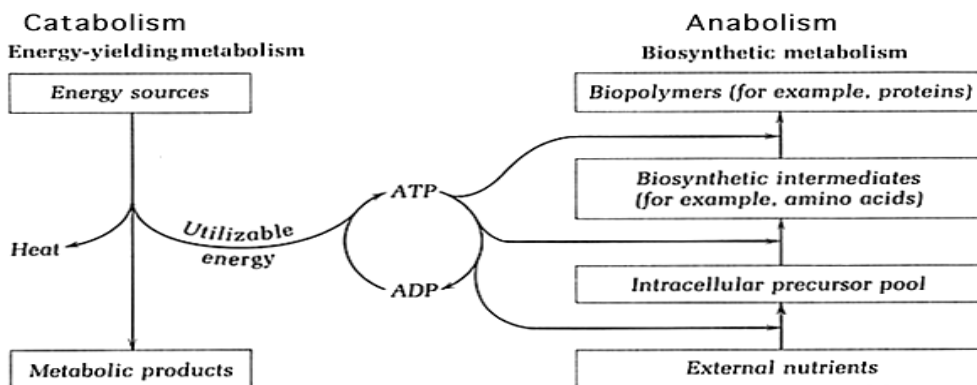 Catabolism
Energy-yielding metabolism
Energy sources
Heat
Utilizable
energy
Metabolic products
ATP
ADP
Anabolism
Biosynthetic metabolism
Biopolymers (for example, proteins)
Biosynthetic intermediates
(for example, amino acids)
Intracellular precursor pool
External nutrients